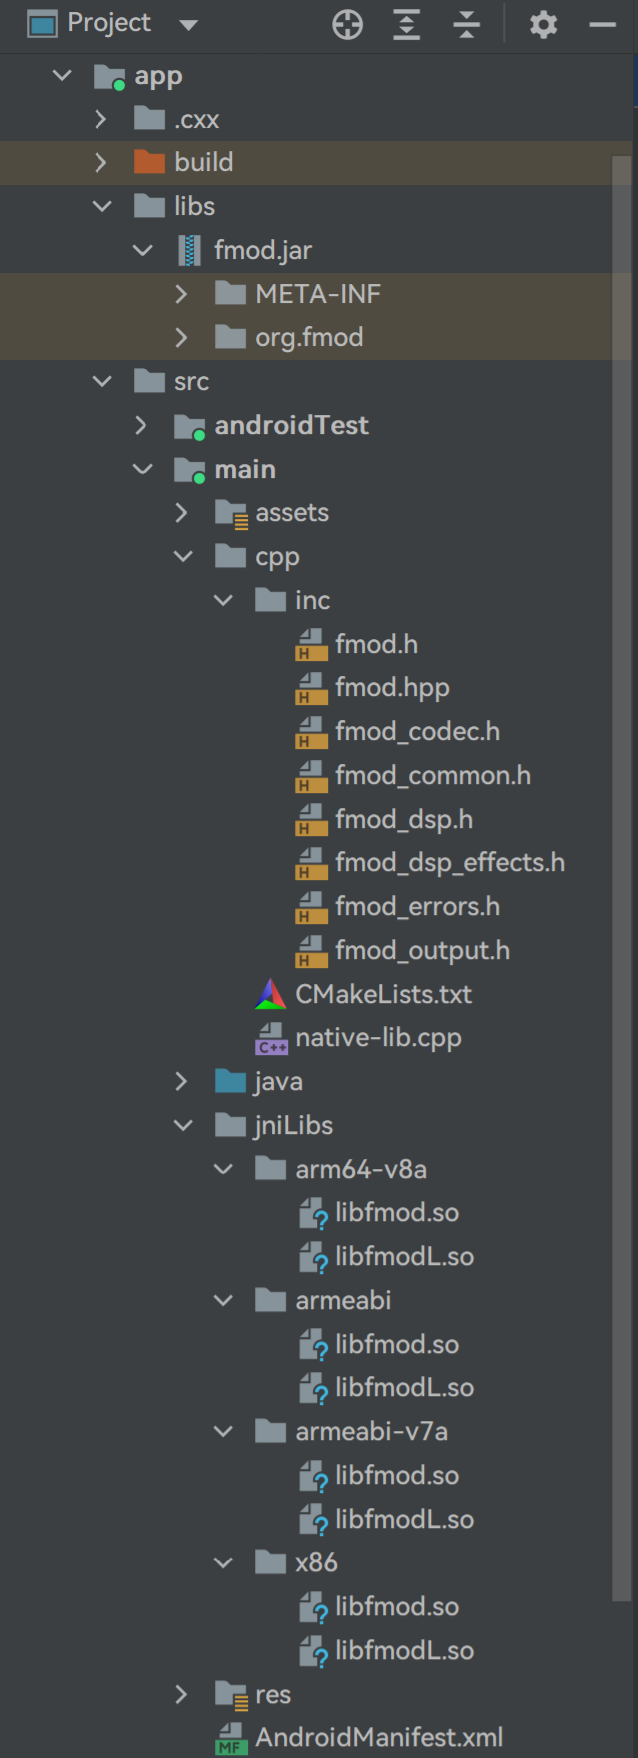 Project
app
.cxx
build
libs
fmod.jar
META-INF
org.fmod
src
androidTest
main
assets
cpp
inc
H fmod.h
H fmod.hpp
H fmod_codec.h
H fmod_common.h
H fmod_dsp.h
H fmod_dsp_effects.h
H fmod_errors.h
H fmod_output.h
CMakeLists.txt
C++ native-lib.cpp
java
jniLibs
arm64-v8a
? libfmod.so
? libfmodL.so
armeabi
? libfmod.so
? libfmodL.so
armeabi-v7a
? libfmod.so
? libfmodL.so
x86
? libfmod.so
? libfmodL.so
res
MF AndroidManifest.xml